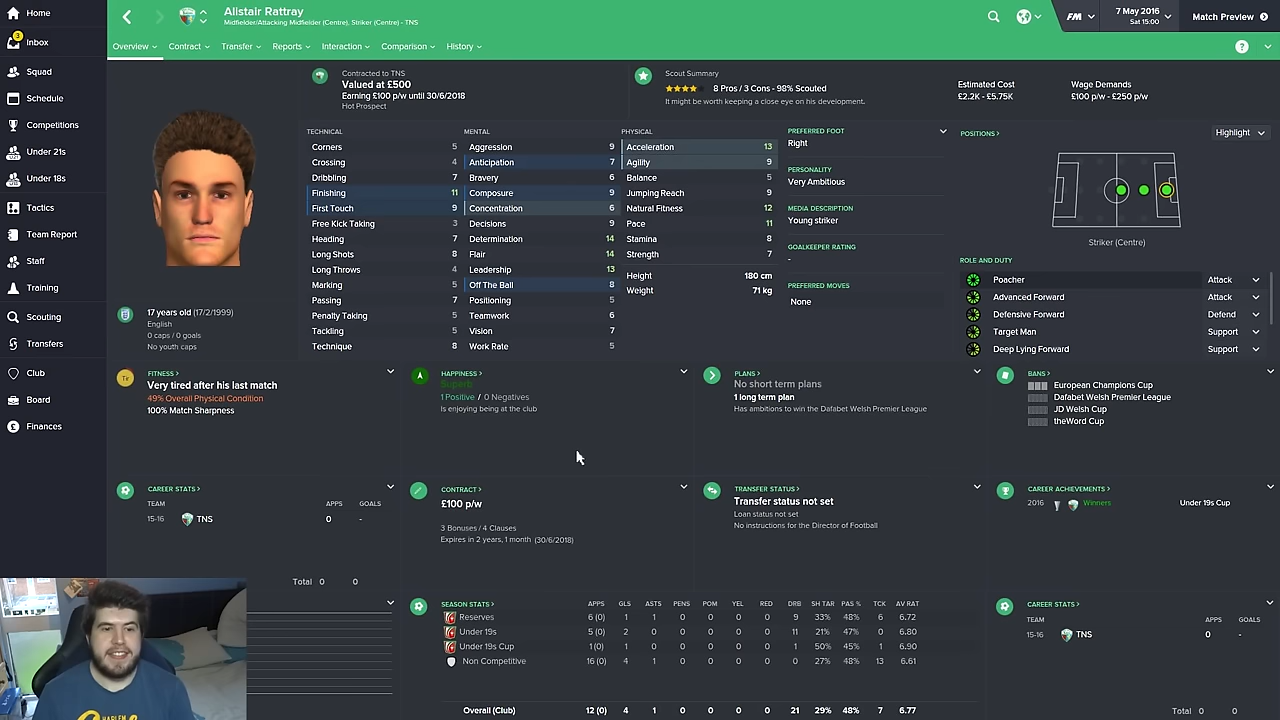 3
Home
Inbox
Squad
Schedule
Competitions
Under 21s
Under 18s
Tactics
Team Report
Staff
Training
Scouting
Transfers
Club
Board
Finances
Alistair Rattray
Midfielder/Attacking Midfielder (Centre), Striker (Centre) - TNS
FM
7 May 2016
Sat 15:00
Match Preview
Overview Contract Transfer Reports Interaction Comparison History
?
Contracted to TNS
Valued at £500
Earning £100 p/w until 30/6/2018
Hot Prospect
Scout Summary
8 Pros / 3 Cons - 98% Scouted
It might be worth keeping a close eye on his development.
Estimated Cost
£2.2K - £5.75K
Wage Demands
£100 p/w - £250 p/w
17 years old (17/2/1999)
English
0 caps / 0 goals
No youth caps
TECHNICAL
Corners 5
Crossing 4
Dribbling 7
Finishing 11
First Touch 9
Free Kick Taking 3
Heading 7
Long Shots 8
Long Throws 4
Marking 5
Passing 7
Penalty Taking 5
Tackling 5
Technique 8
MENTAL
Aggression 9
Anticipation 7
Bravery 7
Composure 9
Concentration 6
Decisions 9
Determination 14
Flair 14
Leadership 13
Off The Ball 8
Positioning 5
Teamwork 6
Vision 7
Work Rate 5
PHYSICAL
Acceleration 13
Agility 9
Balance 5
Jumping Reach 9
Natural Fitness 12
Pace 11
Stamina 8
Strength 7
Height 180 cm
Weight 71 kg
PREFERRED FOOT
Right
PERSONALITY
Very Ambitious
MEDIA DESCRIPTION
Young striker
GOALKEEPER RATING
-
PREFERRED MOVES
None
POSITIONS >
Highlight
Striker (Centre)
ROLE AND DUTY
Poacher Attack
Advanced Forward Attack
Defensive Forward Defend
Target Man Support
Deep Lying Forward Support
Tir
FITNESS >
Very tired after his last match
49% Overall Physical Condition
100% Match Sharpness
HAPPINESS >
Superb
1 Positive / 0 Negatives
Is enjoying being at the club
PLANS >
No short term plans
1 long term plan
Has ambitions to win the Dafabet Welsh Premier League
BANS >
European Champions Cup
Dafabet Welsh Premier League
JD Welsh Cup
theWord Cup
CAREER STATS >
TEAM APPS GOALS
15-16 TNS 0 -
Total 0 0
CONTRACT >
£100 p/w
3 Bonuses / 4 Clauses
Expires in 2 years, 1 month (30/6/2018)
TRANSFER STATUS >
Transfer status not set
Loan status not set
No instructions for the Director of Football
CAREER ACHIEVEMENTS >
2016 Winners Under 19s Cup
SEASON STATS > APPS GLS ASTS PENS POM YEL RED DRB SH TAR PAS % TCK AV RAT
Reserves 6 (0) 1 1 0 0 0 0 9 33% 48% 6 6.72
Under 19s 5 (0) 2 0 0 0 0 0 11 21% 47% 0 6.80
Under 19s Cup 1 (0) 1 0 0 0 0 0 1 50% 45% 1 6.90
Non Competitive 16 (0) 4 1 0 0 0 0 0 27% 48% 13 6.61
Overall (Club) 12 (0) 4 1 0 0 0 0 21 29% 48% 7 6.77
CAREER STATS >
TEAM APPS GOALS
15-16 TNS 0 -
Total 0 0